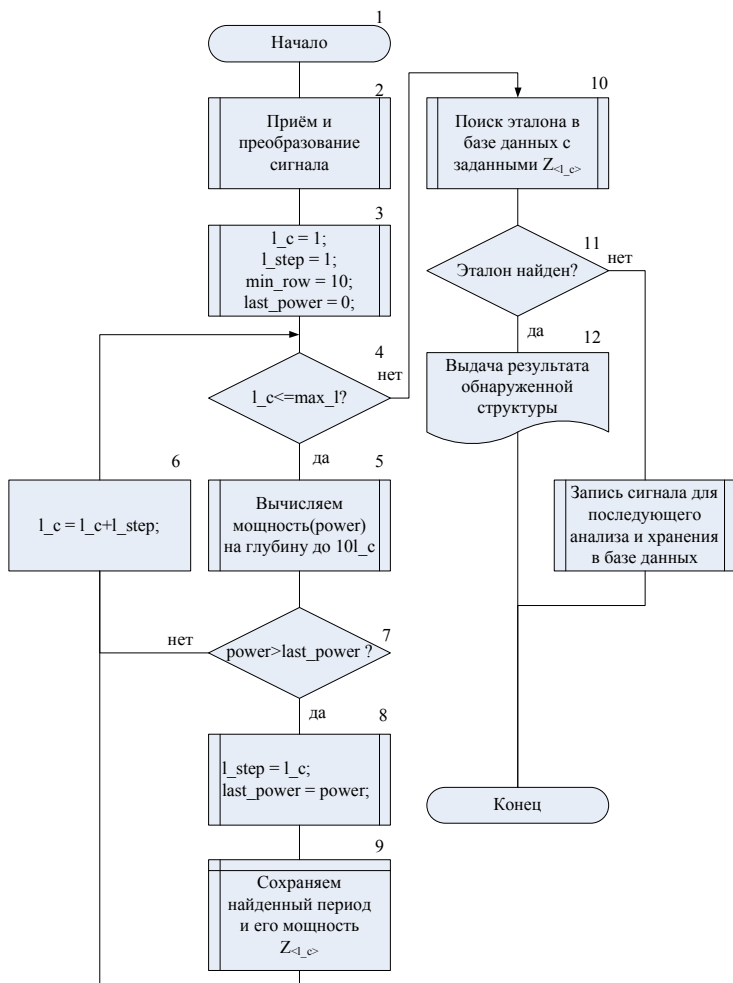 1
Начало
2
Приём и
преобразование
сигнала
3
l_c = 1;
l_step = 1;
min_row = 10;
last_power = 0;
4
l_c<=max_l?
нет
да
5
Вычисляем
мощность(power)
на глубину до 10l_c
6
l_c = l_c+l_step;
7
power>last_power ?
нет
да
8
l_step = l_c;
last_power = power;
9
Сохраняем
найденный период
и его мощность
Z<l_c>
10
Поиск эталона в
базе данных с
заданными Z<l_c>
11
Эталон найден?
нет
да
12
Выдача результата
обнаруженной
структуры
Запись сигнала для
последующего
анализа и хранения
в базе данных
Конец